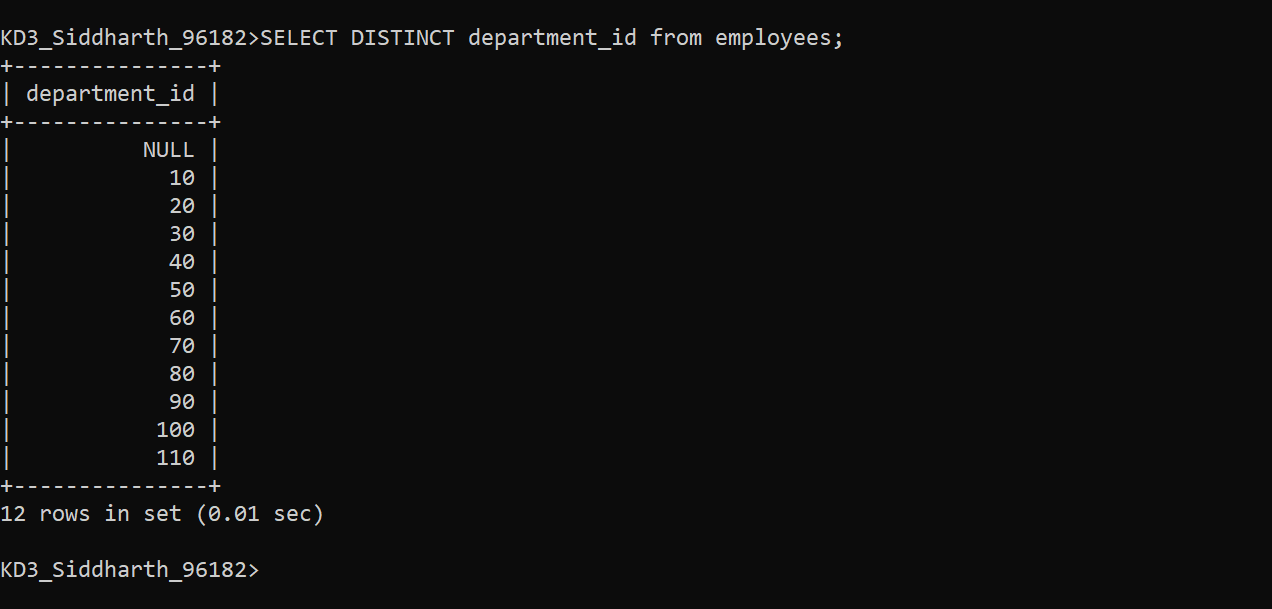 KD3_Siddharth_96182>SELECT DISTINCT department_id from employees;
+---------------+
| department_id |
+---------------+
|          NULL |
|            10 |
|            20 |
|            30 |
|            40 |
|            50 |
|            60 |
|            70 |
|            80 |
|            90 |
|           100 |
|           110 |
+---------------+
12 rows in set (0.01 sec)
KD3_Siddharth_96182>